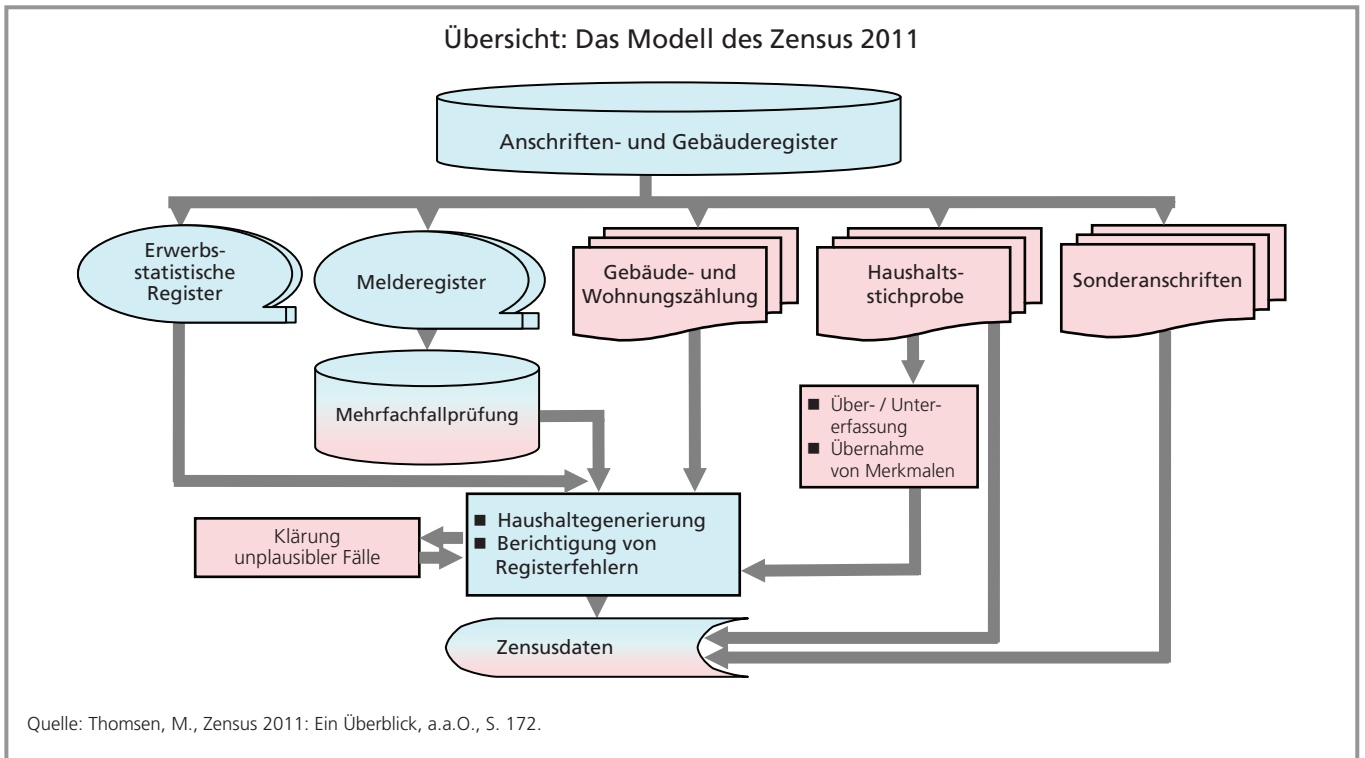 Übersicht: Das Modell des Zensus 2011
Anschriften- und Gebäuderegister
Erwerbs-
statistische
Register
Melderegister
Gebäude- und
Wohnungszählung
Haushalts-
stichprobe
Sonderanschriften
Mehrfachfallprüfung
■ Über- / Unter-
erfassung
■ Übernahme
von Merkmalen
■ Haushaltegenerierung
■ Berichtigung von
Registerfehlern
Klärung
unplausibler Fälle
Zensusdaten
Quelle: Thomsen, M., Zensus 2011: Ein Überblick, a.a.O., S. 172.